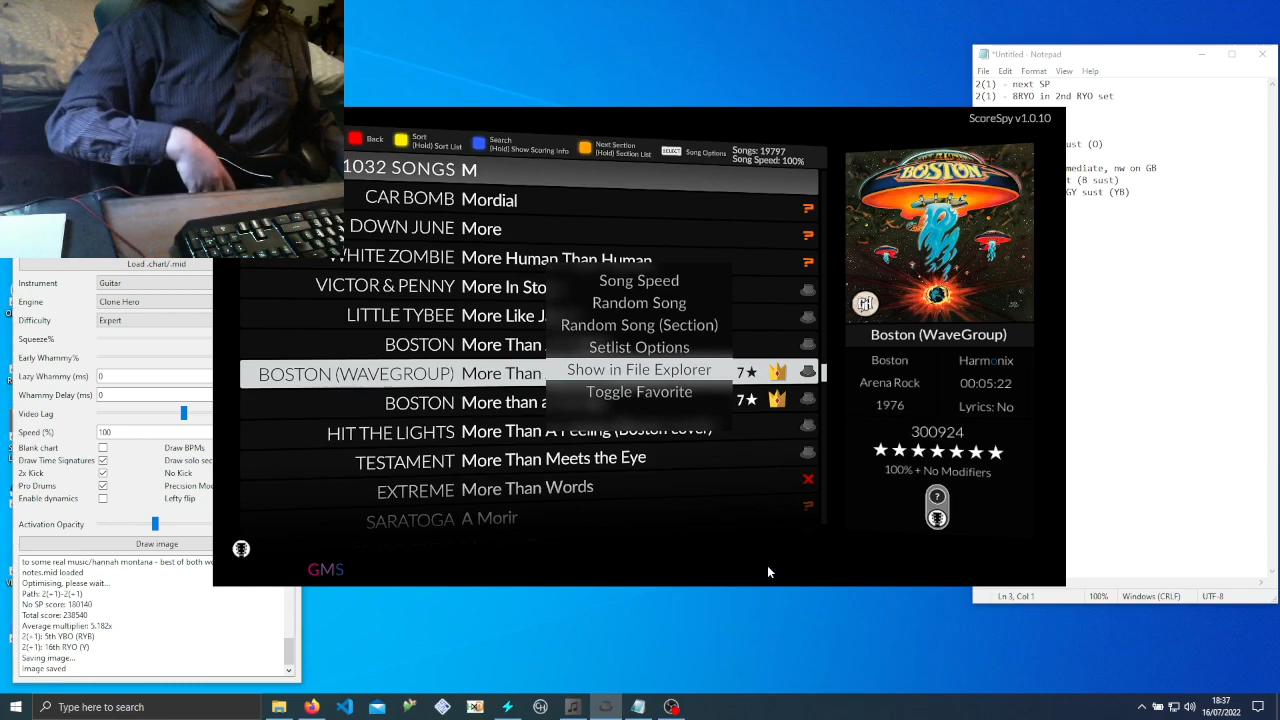 *Untitled - Notepad
File Edit Format View Help
2(1) - next SP
2(1) - 8RYO in 2nd RYO set
ust (O)
mediate, nw on GB
t (B sust)
GY sust (YB)
Ln 3, Col 1 100% Windows (CRLF) UTF-8
ScoreSpy v1.0.10
Back
Sort
(Hold) Sort List
Search
(Hold) Show Scoring Info
Next Section
(Hold) Section List
SELECT Song Options
Songs: 19797
Song Speed: 100%
1032 SONGS M
CAR BOMB Mordial
DOWN JUNE More
WHITE ZOMBIE More Human Than Human
VICTOR & PENNY More In Sto
LITTLE TYBEE More Like J
BOSTON More Than
BOSTON (WAVEGROUP) More Than 7★
BOSTON More than a 7★
HIT THE LIGHTS More Than A Feeling (Boston cover)
TESTAMENT More Than Meets the Eye
EXTREME More Than Words
SARATOGA A Morir
Song Speed
Random Song
Random Song (Section)
Setlist Options
Show in File Explorer
Toggle Favorite
BOSTON
GH
Boston (WaveGroup)
Boston Harmonix
Arena Rock 00:05:22
1976 Lyrics: No
300924
100% + No Modifiers
?
GMS
Load .chart/.mid
Instrument Guitar
Engine Clone Hero
Difficulty Expert
Squeeze%
Early Whammy%
Lazy Whammy (ms) 0
Whammy Delay (ms) 0
Video Lag
Speed (%) 100
Blank chart Draw BPMs
Draw Time Signatures Draw solo sec
2x Kick No Kick
Pro Drums Precision Mod
Enable dynamics Lefty flip
Activation Opacity
Draw image
to some real music/hannah montana - best of both w
notes.mid loaded
Optimising, please wait...
Path: 2(+1)-2(+1)
No SP score: 180140
Total score: 238540
Average multiplier: 5.182x
2(+1): 5th YBO (RYB)
2(+1): 16th RYO (Y)
Saving image...
Image saved
Type here to search
18:37
16/07/2022